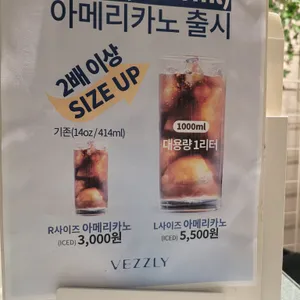 아메리카노 출시
2배 이상
SIZE UP
기존(14oz/414ml)
1000ml
대용량 1리터
R사이즈 아메리카노
(ICED) 3,000원
L사이즈 아메리카노
(ICED) 5,500원
VEZZLY